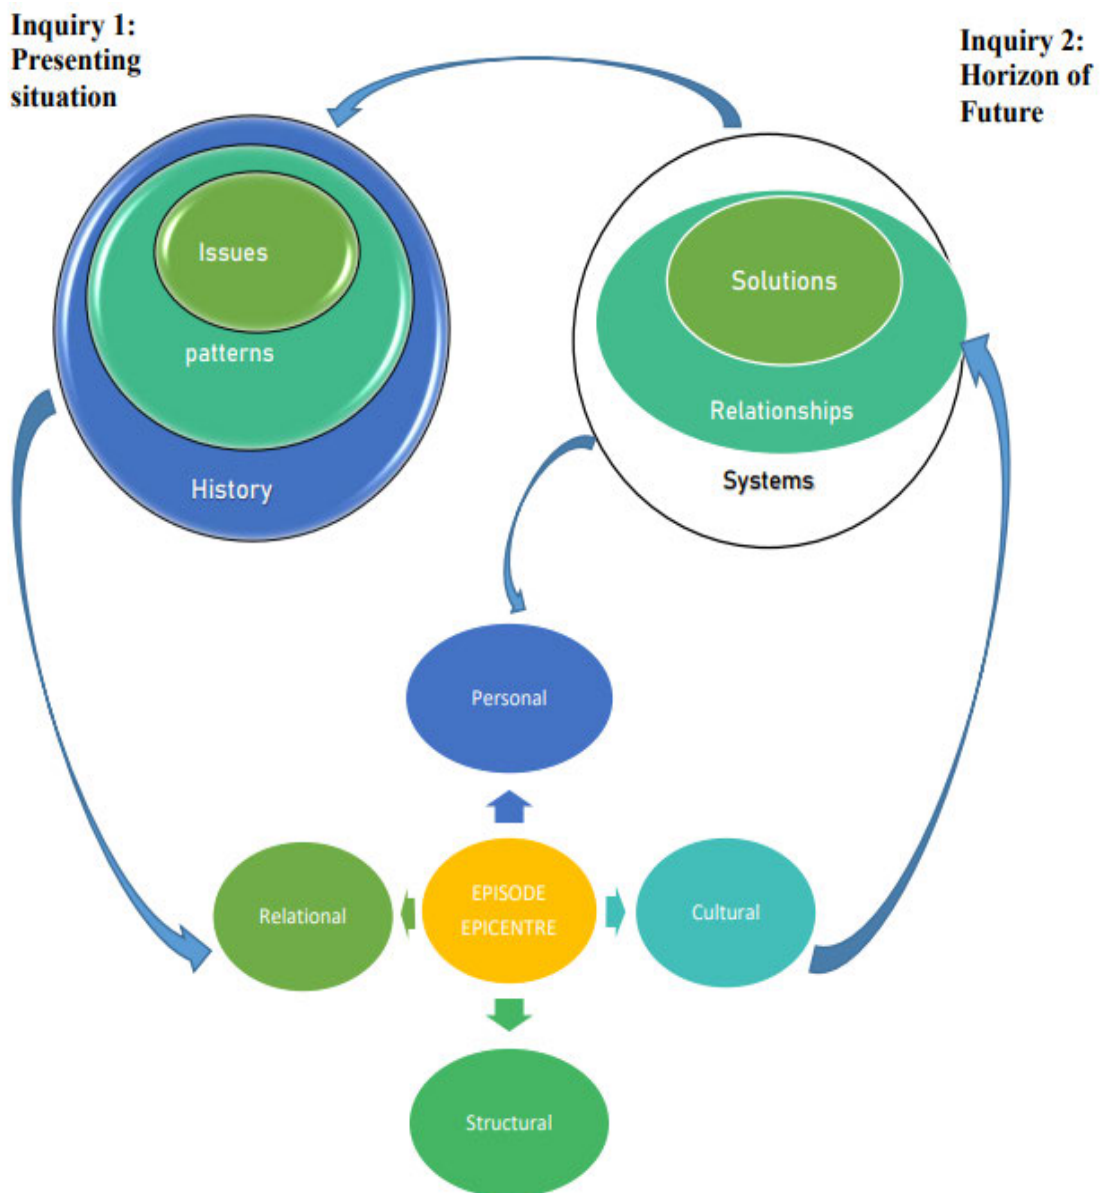 Inquiry 1:
Presenting
situation
Inquiry 2:
Horizon of
Future
Issues
patterns
History
Solutions
Relationships
Systems
Personal
Relational
EPISODE
EPICENTRE
Cultural
Structural